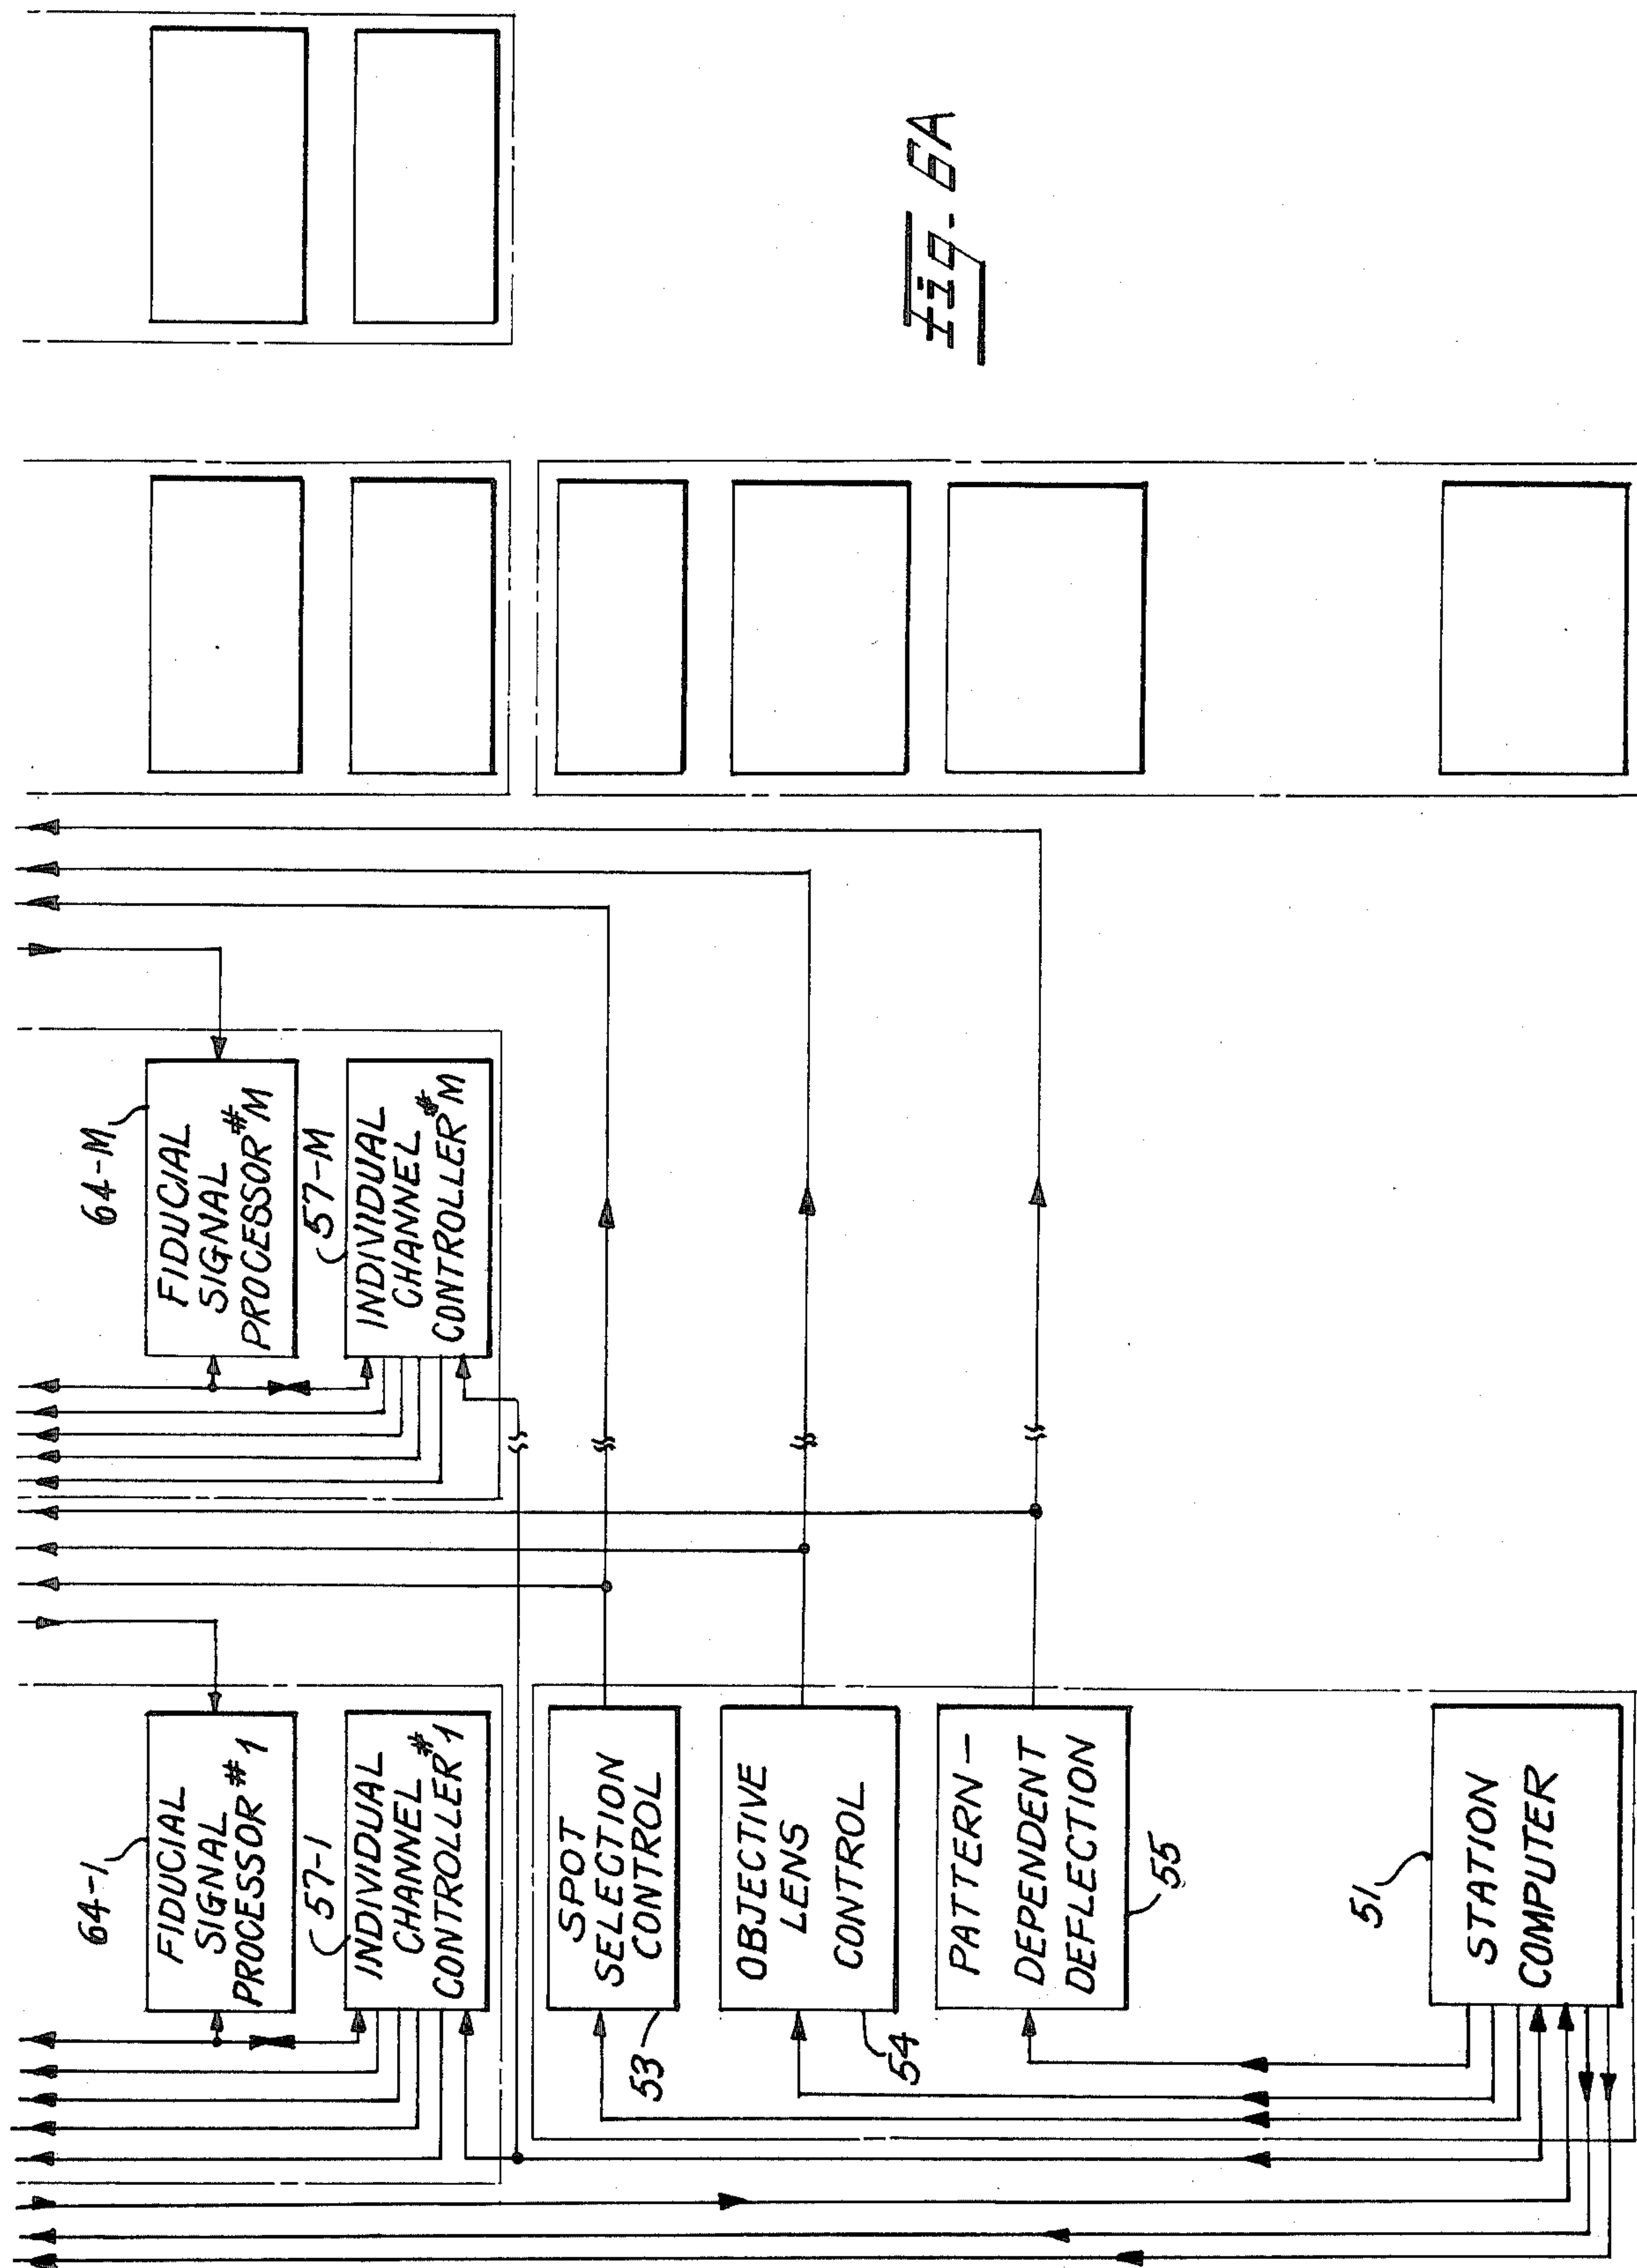 64-1
FIDUCIAL
SIGNAL
PROCESSOR #1
57-1
INDIVIDUAL
CHANNEL
CONTROLLER #1
SPOT
SELECTION
CONTROL
53
OBJECTIVE
LENS
CONTROL
54
PATTERN-
DEPENDENT
DEFLECTION
55
51
STATION
COMPUTER
64-M
FIDUCIAL
SIGNAL
PROCESSOR #M
57-M
INDIVIDUAL
CHANNEL
CONTROLLER #M
Fig. 6A